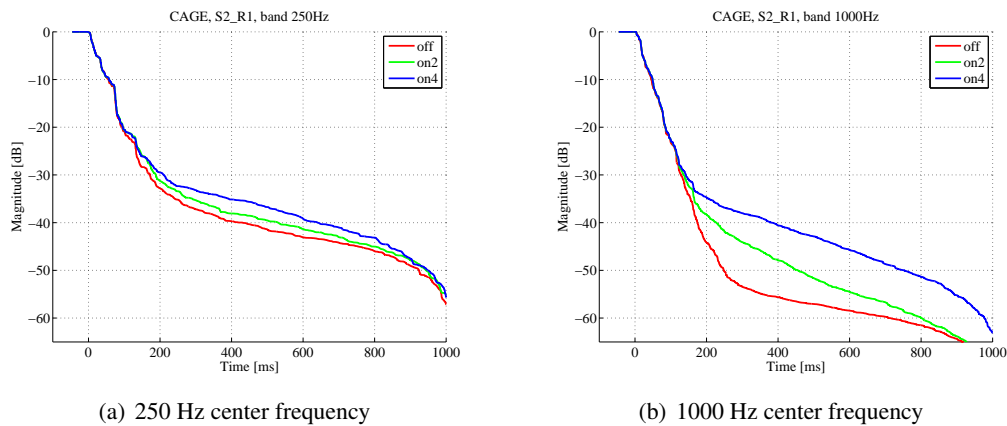 CAGE, S2_R1, band 250Hz
0
−10
−20
−30
−40
−50
−60
Magnitude [dB]
0 200 400 600 800 1000
Time [ms]
off
on2
on4
(a) 250 Hz center frequency
CAGE, S2_R1, band 1000Hz
0
−10
−20
−30
−40
−50
−60
Magnitude [dB]
0 200 400 600 800 1000
Time [ms]
off
on2
on4
(b) 1000 Hz center frequency